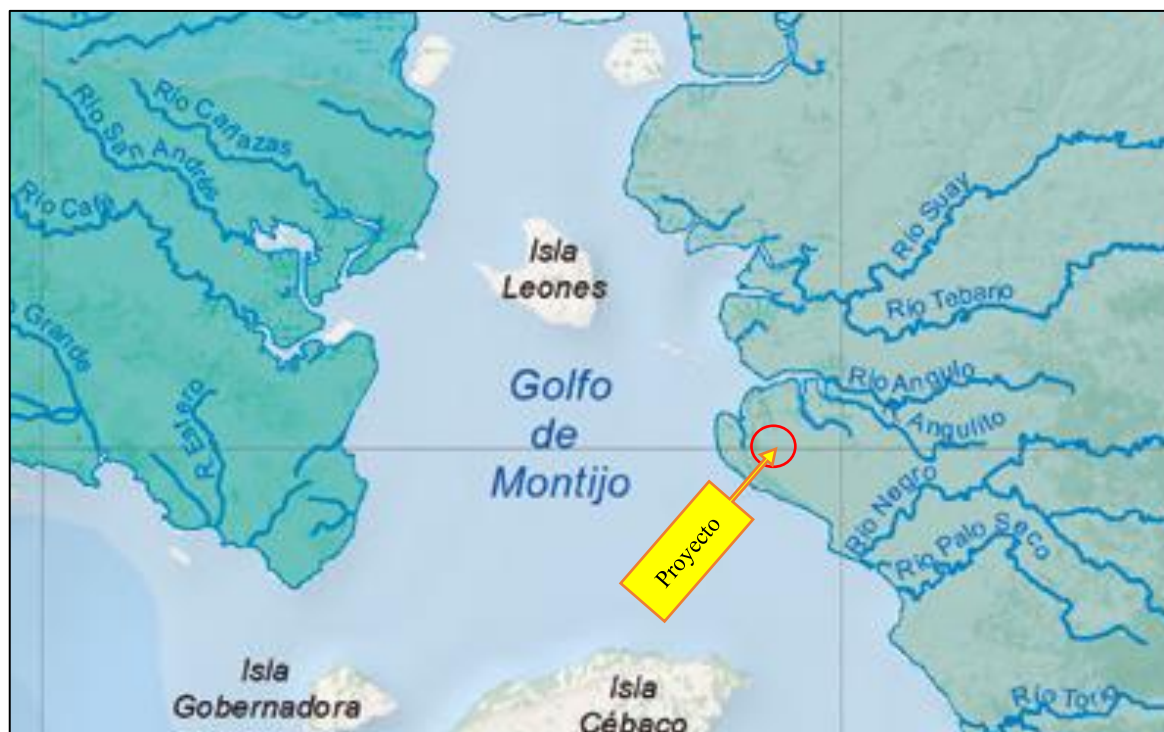 Río Cañazas
Río San Andrés
Río Caté
Río Suay
Isla
Leones
Río Tebario
Grande
R. Estero
Golfo
de
Montijo
Río Angulo
Angulito
Río Negro
Río Palo Seco
Proyecto
Isla
Gobernadora
Isla
Cébaco
Río Torio